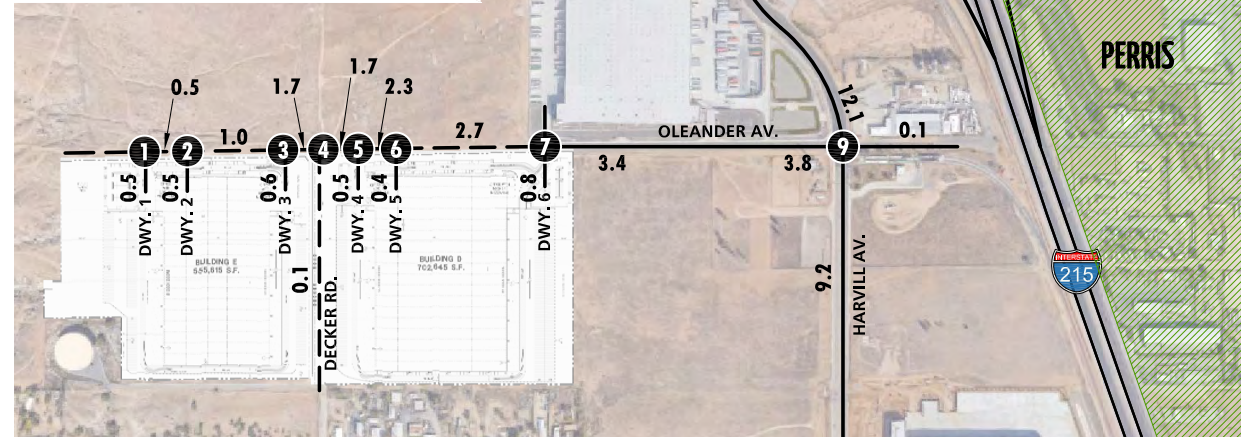 PERRIS
1.7
1.7
0.5
2.3
12.1
1.0
2.7
OLEANDER AV.
0.1
1
2
3
4
5
6
7
9
3.4
3.8
0.5
DWY. 1
0.5
DWY. 2
0.6
DWY. 3
0.5
DWY. 4
0.4
DWY. 5
0.8
DWY. 6
0.1
DECKER RD.
BUILDING E
555,815 S.F.
BUILDING D
702,645 S.F.
9.2
HARVILL AV.
INTERSTATE
215